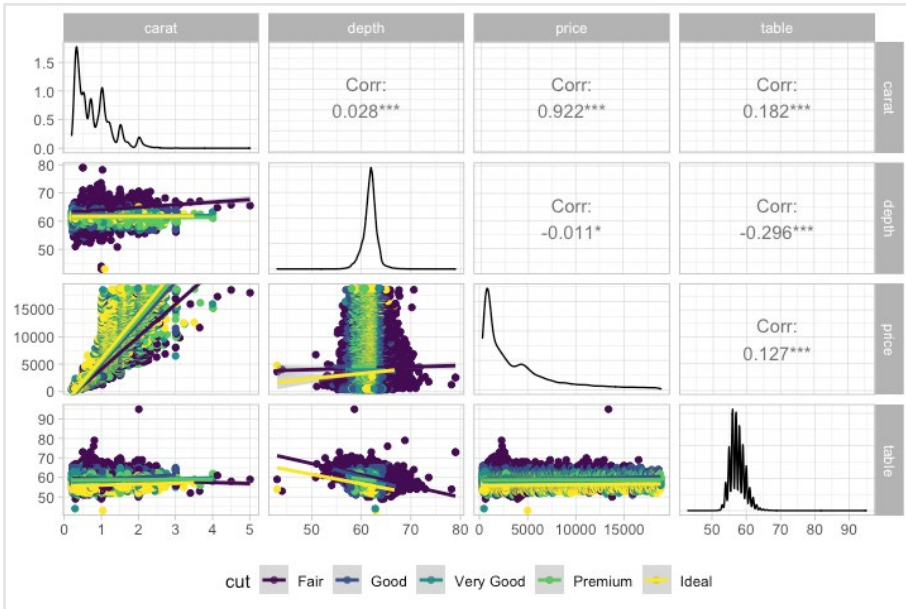 carat depth price table
1.5
1.0
0.5
0.0
Corr:
0.028***
Corr:
0.922***
Corr:
0.182***
carat
80
70
60
50
Corr:
-0.011*
Corr:
-0.296***
depth
15000
10000
5000
0
Corr:
0.127***
price
90
80
70
60
50
table
0 1 2 3 4 5
50 60 70 80
0 5000 10000 15000
50 60 70 80 90
cut Fair Good Very Good Premium Ideal